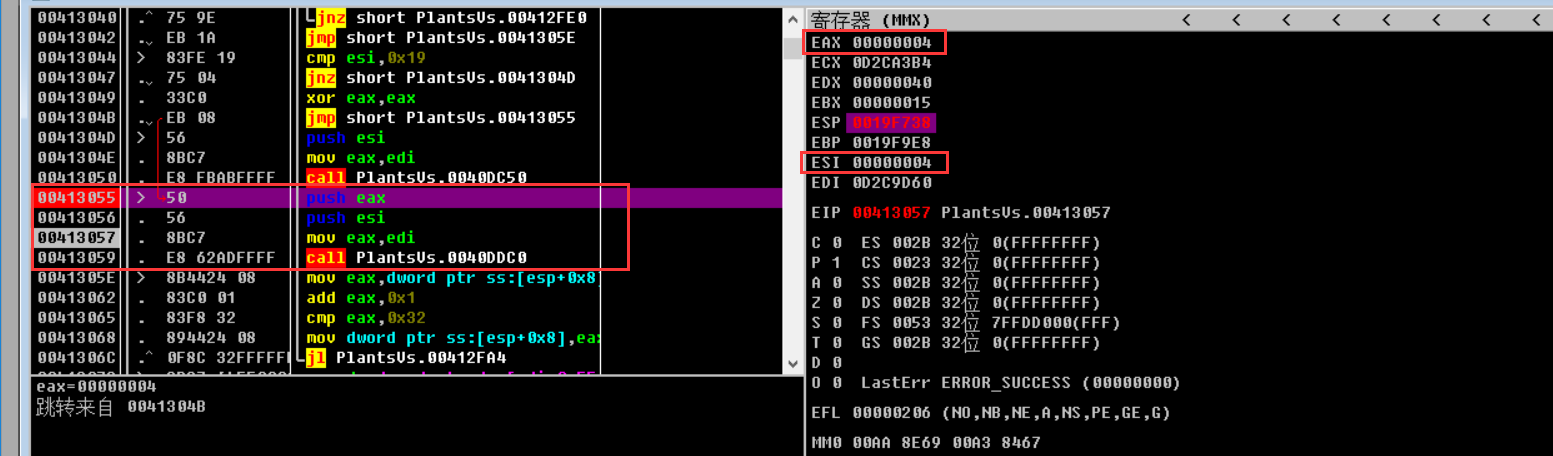 00413040 .^ 75 9E jnz short PlantsVs.00412FE0
00413042 .v EB 1A jmp short PlantsVs.0041305E
00413044 > 83FE 19 cmp esi,0x19
00413047 .v 75 04 jnz short PlantsVs.0041304D
00413049 . 33C0 xor eax,eax
0041304B .v EB 08 jmp short PlantsVs.00413055
0041304D > 56 push esi
0041304E . 8BC7 mov eax,edi
00413050 . E8 FBABFFFF call PlantsVs.0040DC50
00413055 > 50 push eax
00413056 . 56 push esi
00413057 . 8BC7 mov eax,edi
00413059 . E8 62ADFFFF call PlantsVs.0040DDC0
0041305E > 8B4424 08 mov eax,dword ptr ss:[esp+0x8]
00413062 . 83C0 01 add eax,0x1
00413065 . 83F8 32 cmp eax,0x32
00413068 . 894424 08 mov dword ptr ss:[esp+0x8],eax
0041306C .^ 0F8C 32FFFFFF jl PlantsVs.00412FA4
eax=00000004
跳转来自 0041304B
寄存器 (MMX) < < < < < < < <
EAX 00000004
ECX 0D2CA3B4
EDX 00000040
EBX 00000015
ESP 0019F738
EBP 0019F9E8
ESI 00000004
EDI 0D2C9D60
EIP 00413057 PlantsVs.00413057
C 0 ES 002B 32位 0(FFFFFFFF)
P 1 CS 0023 32位 0(FFFFFFFF)
A 0 SS 002B 32位 0(FFFFFFFF)
Z 0 DS 002B 32位 0(FFFFFFFF)
S 0 FS 0053 32位 7FFDD000(FFF)
T 0 GS 002B 32位 0(FFFFFFFF)
D 0
O 0 LastErr ERROR_SUCCESS (00000000)
EFL 00000206 (NO,NB,NE,A,NS,PE,GE,G)
MM0 00AA 8E69 00A3 8467